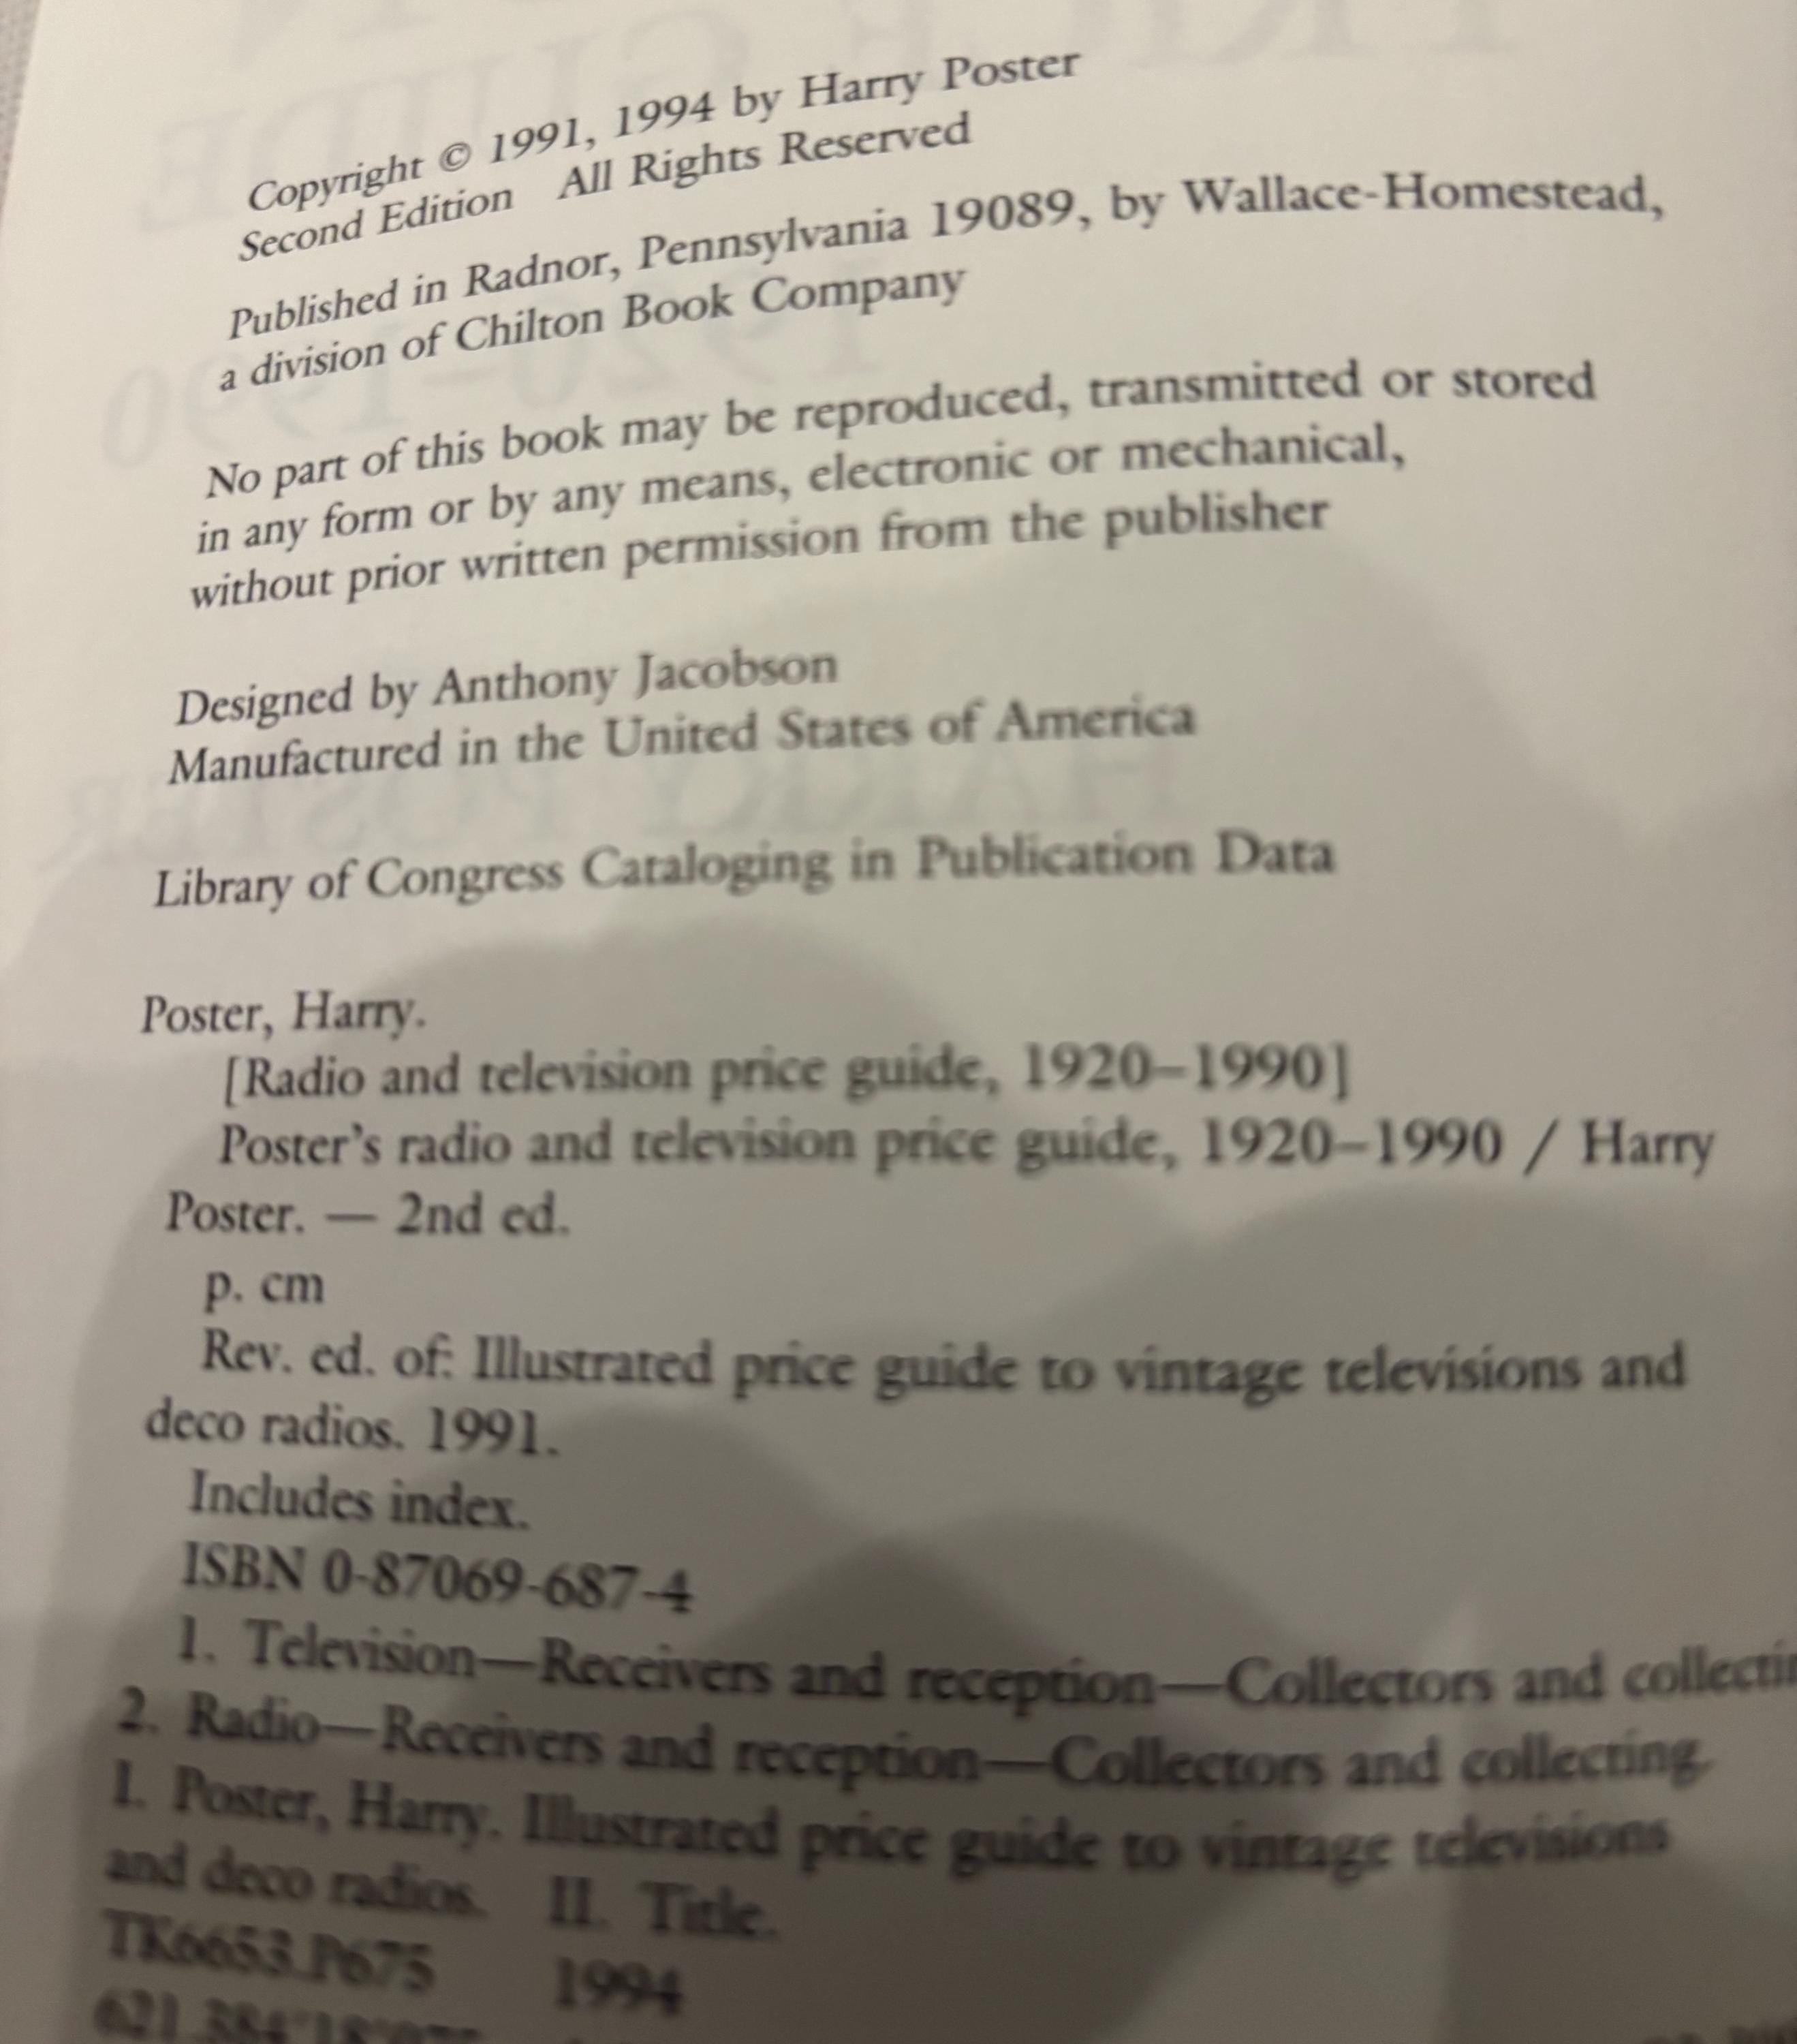 Copyright © 1991, 1994 by Harry Poster
Second Edition All Rights Reserved
Published in Radnor, Pennsylvania 19089, by Wallace-Homestead,
a division of Chilton Book Company
No part of this book may be reproduced, transmitted or stored
in any form or by any means, electronic or mechanical,
without prior written permission from the publisher
Designed by Anthony Jacobson
Manufactured in the United States of America
Library of Congress Cataloging in Publication Data
Poster, Harry.
[Radio and television price guide, 1920–1990]
Poster's radio and television price guide, 1920–1990 / Harry
Poster. — 2nd ed.
p. cm
Rev. ed. of: Illustrated price guide to vintage televisions and
deco radios. 1991.
Includes index.
ISBN 0-87069-687-4
1. Television—Receivers and reception—Collectors and
2. Radio—Receivers and reception—Collectors and collecting.
I. Poster, Harry. Illustrated price guide to vintage televisions
and deco radios. II. Title.
TK6653.P675 1994